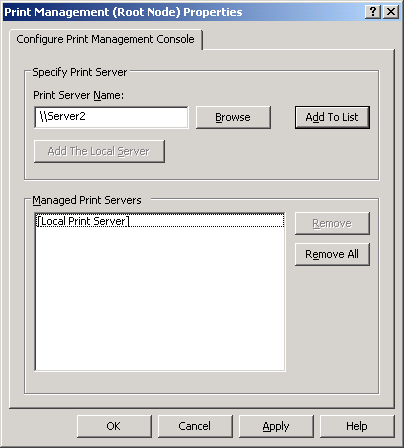 Print Management (Root Node) Properties
Configure Print Management Console
Specify Print Server
Print Server Name:
\\Server2
Browse
Add To List
Add The Local Server
Managed Print Servers
[Local Print Server]
Remove
Remove All
OK
Cancel
Apply
Help